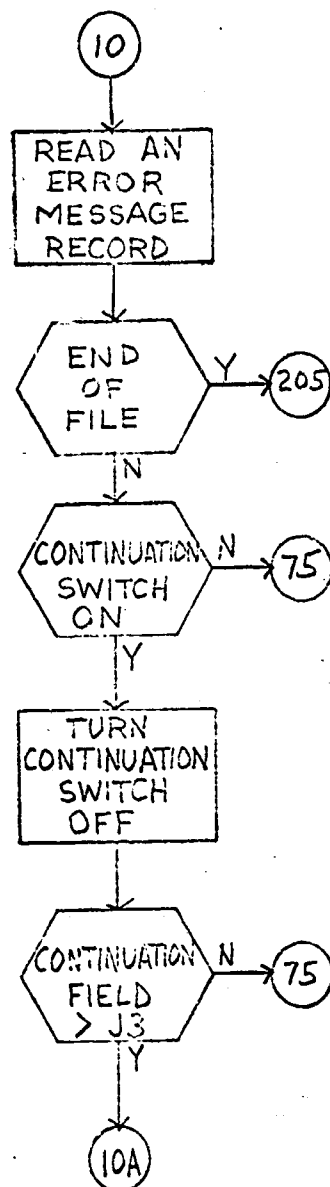 10
READ AN
ERROR
MESSAGE
RECORD
END
OF
FILE
Y
205
N
CONTINUATION
SWITCH
ON
N
75
Y
TURN
CONTINUATION
SWITCH
OFF
CONTINUATION
FIELD
> J3
N
75
Y
10A